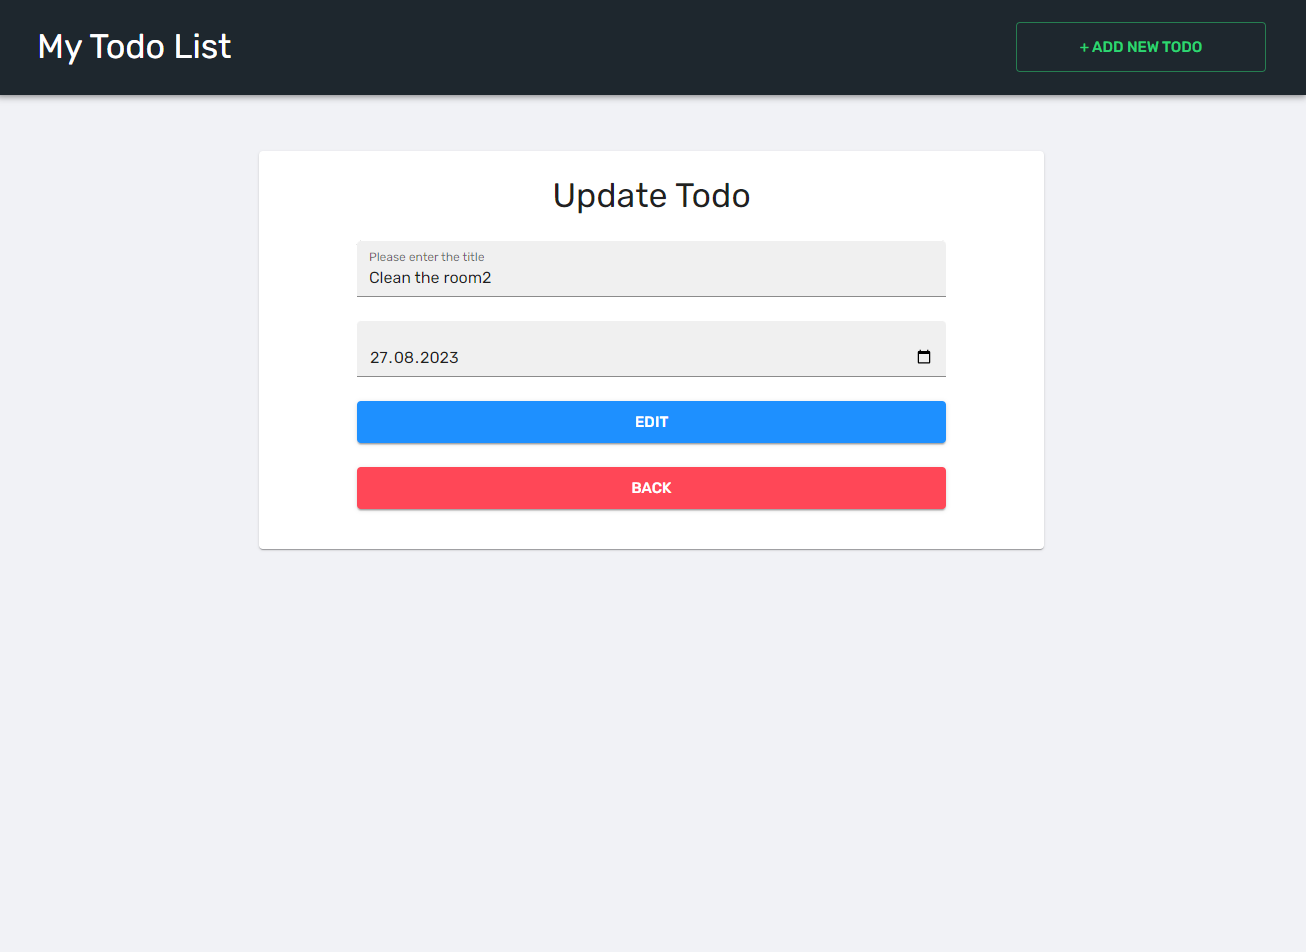 My Todo List
+ ADD NEW TODO
Update Todo
Please enter the title
Clean the room2
27.08.2023
EDIT
BACK